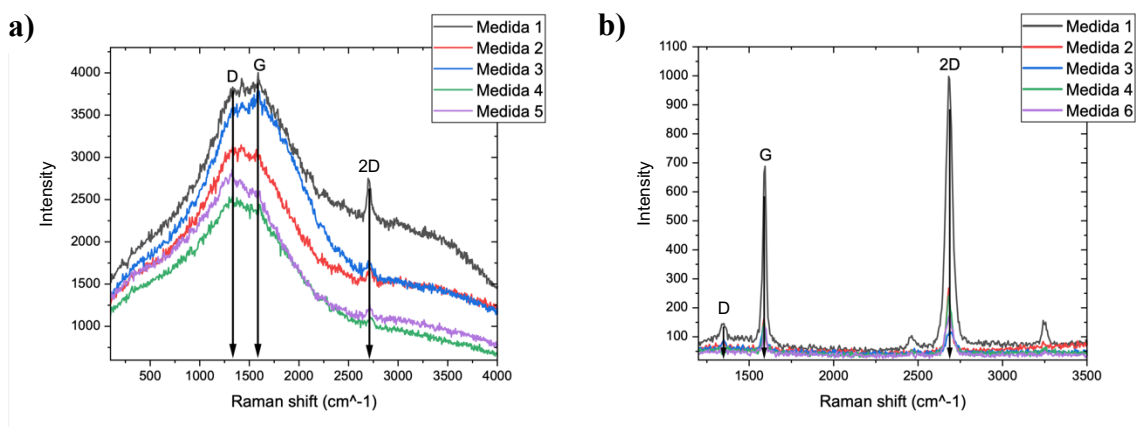 a)
Medida 1
Medida 2
Medida 3
Medida 4
Medida 5
D
G
2D
4000
3500
3000
2500
2000
1500
1000
Intensity
500 1000 1500 2000 2500 3000 3500 4000
Raman shift (cm^-1)
b)
Medida 1
Medida 2
Medida 3
Medida 4
Medida 6
2D
G
D
1100
1000
900
800
700
600
500
400
300
200
100
Intensity
1500 2000 2500 3000 3500
Raman shift (cm^-1)